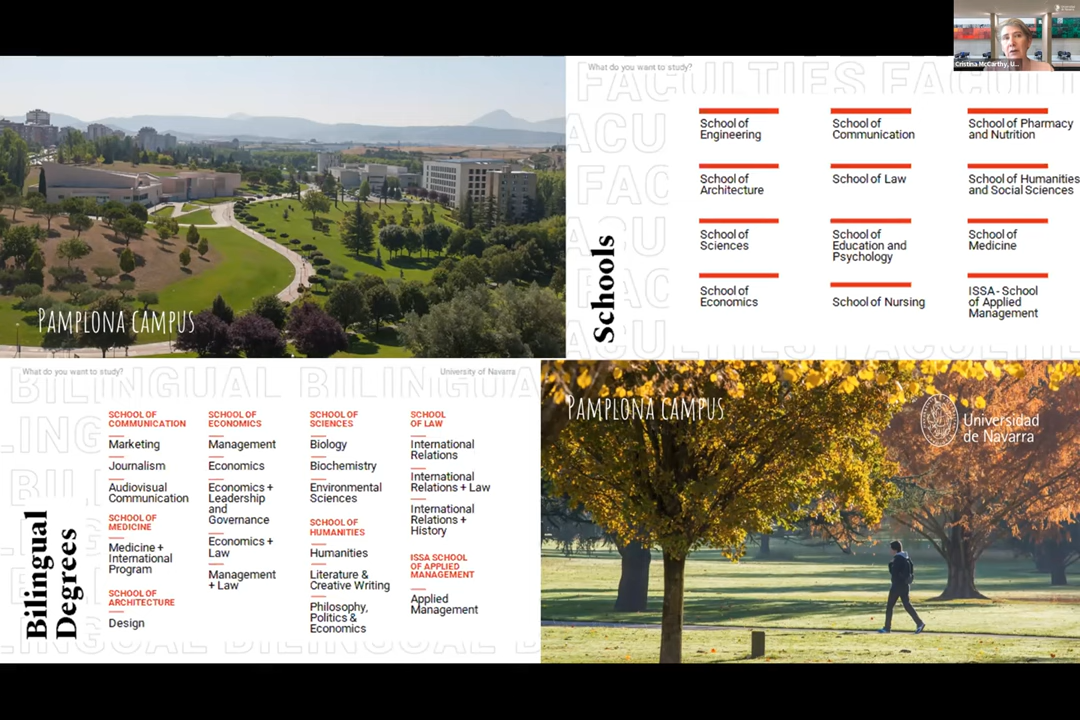 Cristina McCarthy, U...
What do you want to study?
FACULTIES FACULTIES
Schools
School of
Engineering
School of
Architecture
School of
Sciences
School of
Economics
School of
Communication
School of Law
School of
Education and
Psychology
School of Nursing
School of Pharmacy
and Nutrition
School of Humanities
and Social Sciences
School of
Medicine
ISSA - School
of Applied
Management
Pamplona campus
What do you want to study?
University of Navarra
BILINGUAL BILINGUAL
Bilingual
Degrees
SCHOOL OF
COMMUNICATION
Marketing
Journalism
Audiovisual
Communication
SCHOOL OF
MEDICINE
Medicine +
International
Program
SCHOOL OF
ARCHITECTURE
Design
SCHOOL OF
ECONOMICS
Management
Economics
Economics +
Leadership
and
Governance
Economics +
Law
Management
+ Law
SCHOOL OF
SCIENCES
Biology
Biochemistry
Environmental
Sciences
SCHOOL OF
HUMANITIES
Humanities
Literature &
Creative Writing
Philosophy,
Politics &
Economics
SCHOOL
OF LAW
International
Relations
International
Relations + Law
International
Relations +
History
ISSA SCHOOL
OF APPLIED
MANAGEMENT
Applied
Management
Pamplona campus
Universidad
de Navarra